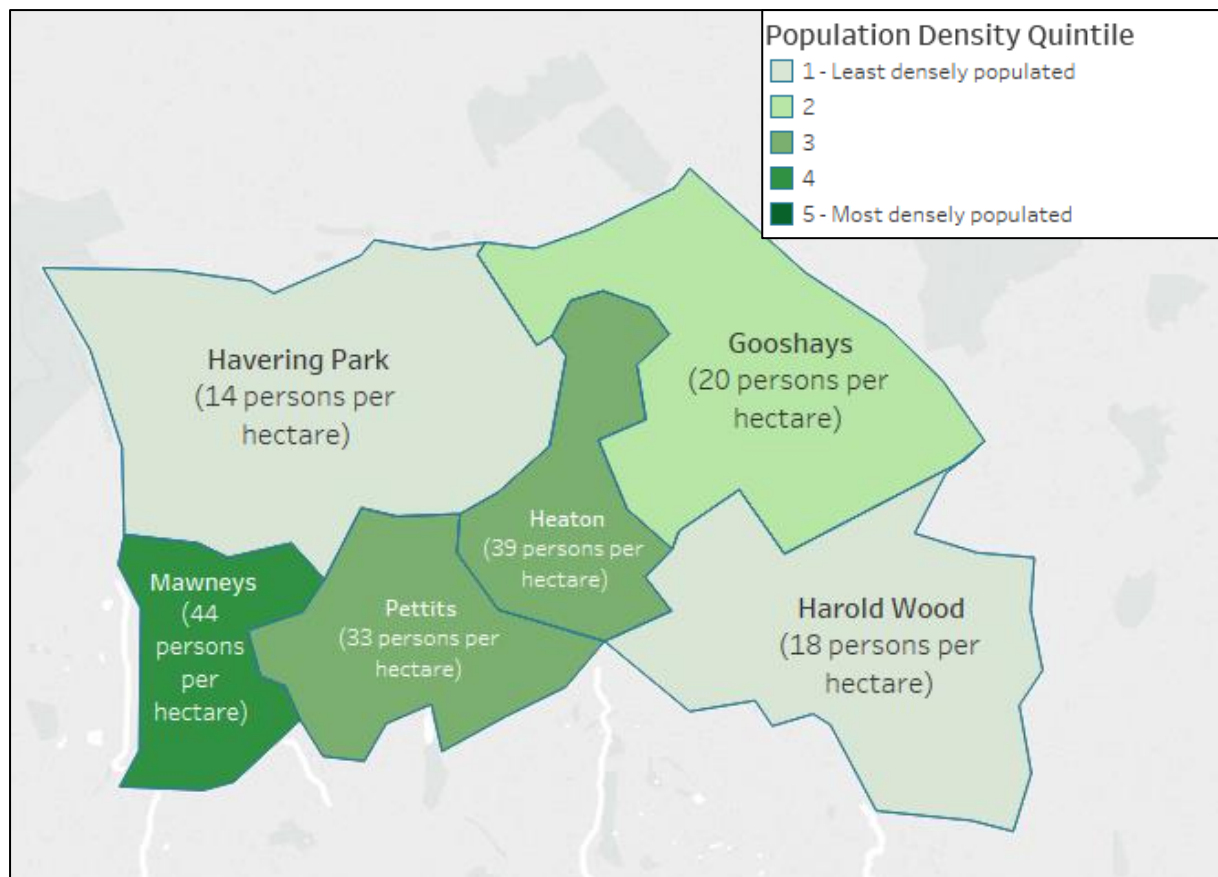 Population Density Quintile
1 - Least densely populated
2
3
4
5 - Most densely populated
Havering Park
(14 persons per
hectare)
Gooshays
(20 persons per
hectare)
Heaton
(39 persons per
hectare)
Mawneys
(44
persons
per
hectare)
Pettits
(33 persons per
hectare)
Harold Wood
(18 persons per
hectare)